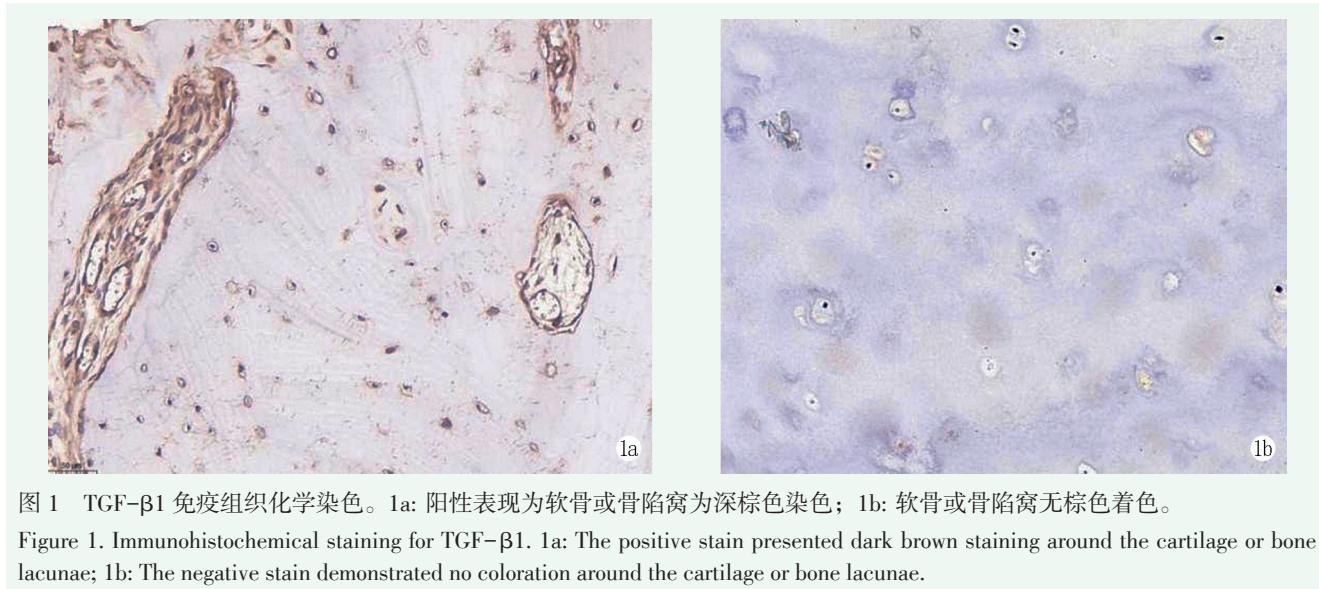 50 μm
1a
1b
图 1 TGF-β1 免疫组织化学染色。1a: 阳性表现为软骨或骨陷窝为深棕色染色；1b: 软骨或骨陷窝无棕色着色。
Figure 1. Immunohistochemical staining for TGF-β1. 1a: The positive stain presented dark brown staining around the cartilage or bone
lacunae; 1b: The negative stain demonstrated no coloration around the cartilage or bone lacunae.